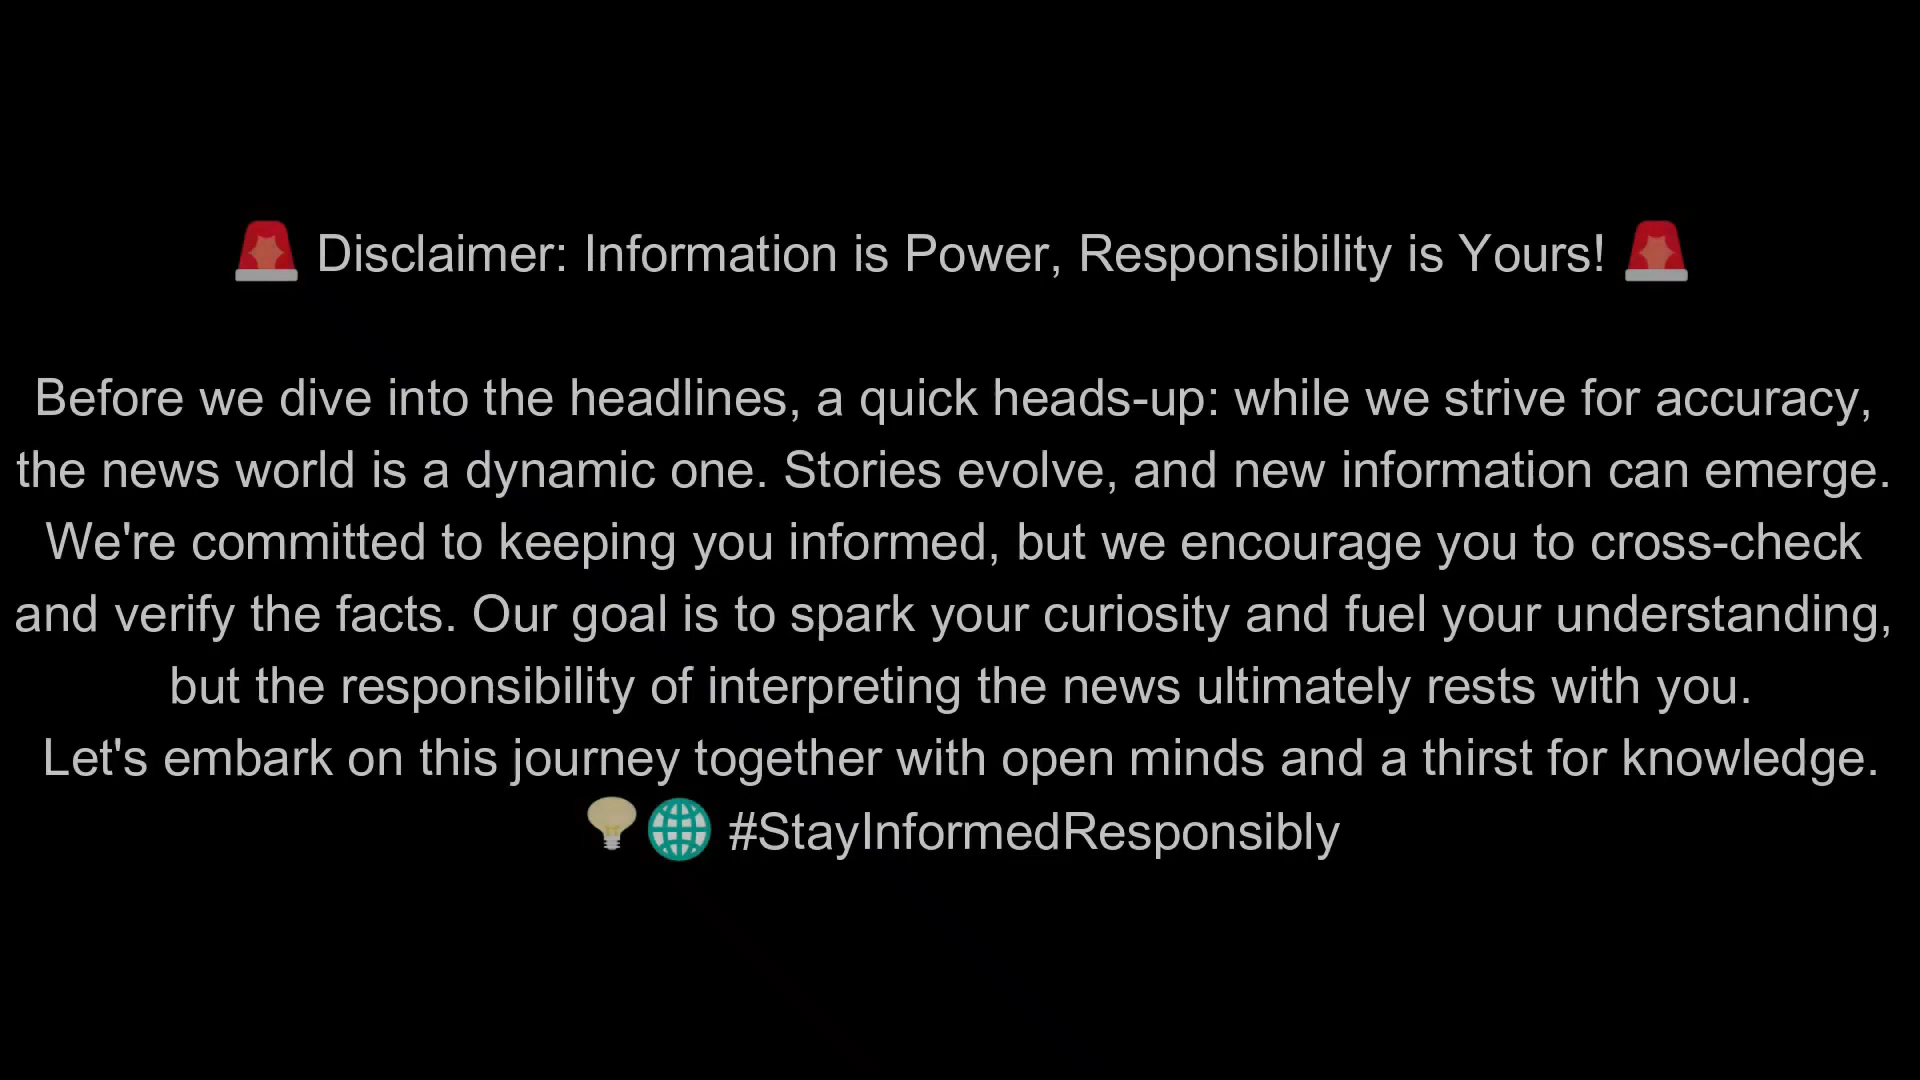 🚨 Disclaimer: Information is Power, Responsibility is Yours! 🚨
Before we dive into the headlines, a quick heads-up: while we strive for accuracy,
the news world is a dynamic one. Stories evolve, and new information can emerge.
We're committed to keeping you informed, but we encourage you to cross-check
and verify the facts. Our goal is to spark your curiosity and fuel your understanding,
but the responsibility of interpreting the news ultimately rests with you.
Let's embark on this journey together with open minds and a thirst for knowledge.
💡🌐 #StayInformedResponsibly